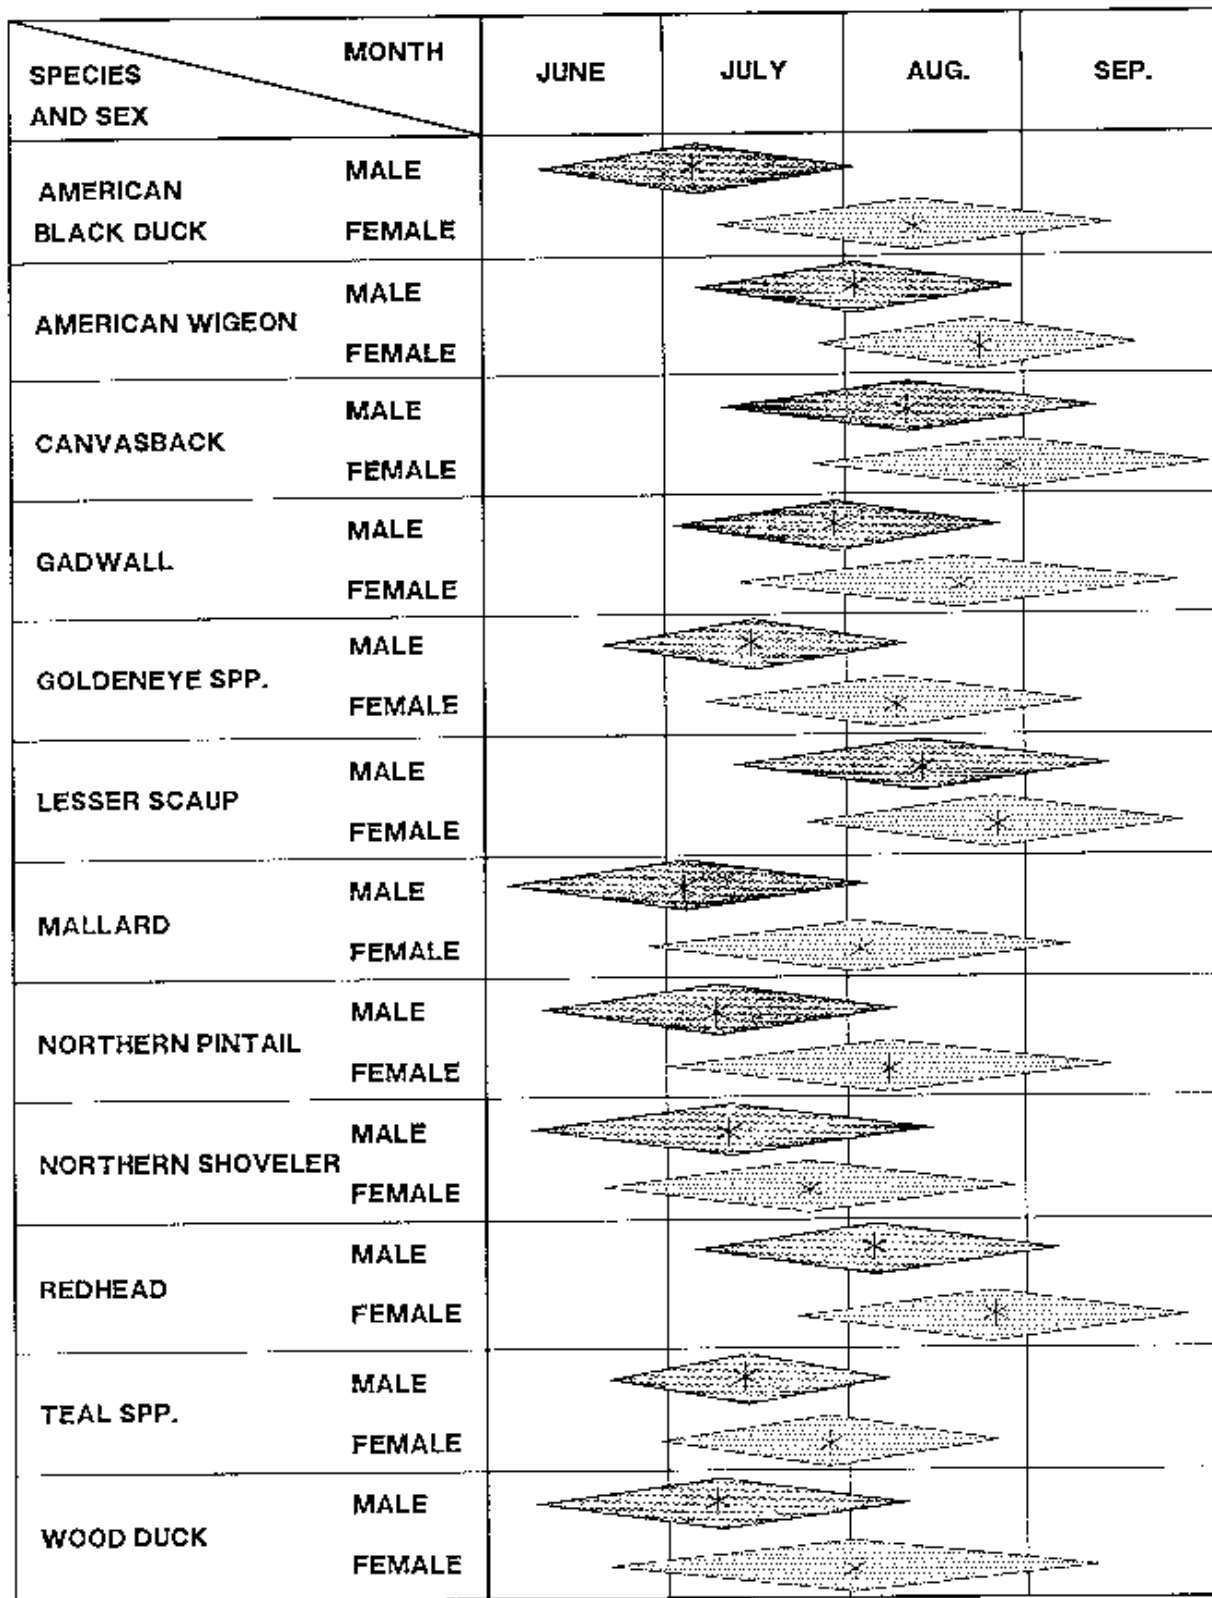 MONTH
SPECIES
AND SEX
JUNE
JULY
AUG.
SEP.
AMERICAN
BLACK DUCK
MALE
FEMALE
AMERICAN WIGEON
MALE
FEMALE
CANVASBACK
MALE
FEMALE
GADWALL
MALE
FEMALE
GOLDENEYE SPP.
MALE
FEMALE
LESSER SCAUP
MALE
FEMALE
MALLARD
MALE
FEMALE
NORTHERN PINTAIL
MALE
FEMALE
NORTHERN SHOVELER
MALE
FEMALE
REDHEAD
MALE
FEMALE
TEAL SPP.
MALE
FEMALE
WOOD DUCK
MALE
FEMALE